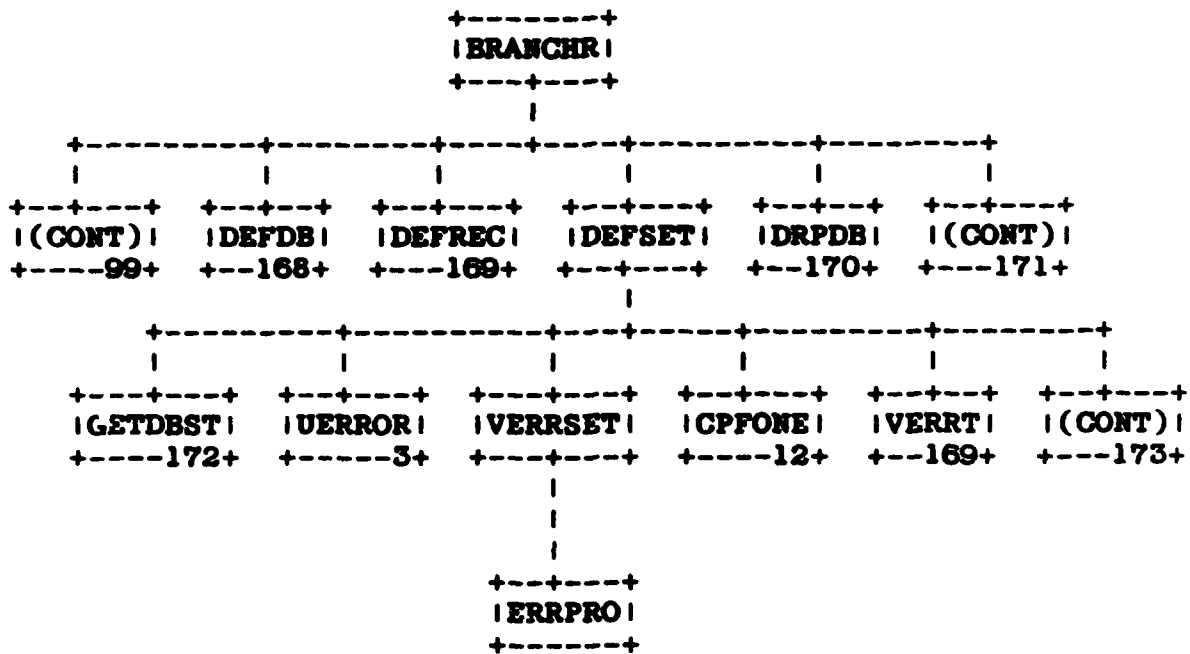 BRANCHR
(CONT) DEFDB DEFREC DEFSET DRPDB (CONT)
99 168 169 170 171
GETDBST UERROR VERRSET CPFONE VERRT (CONT)
172 3 12 169 173
ERRPRO